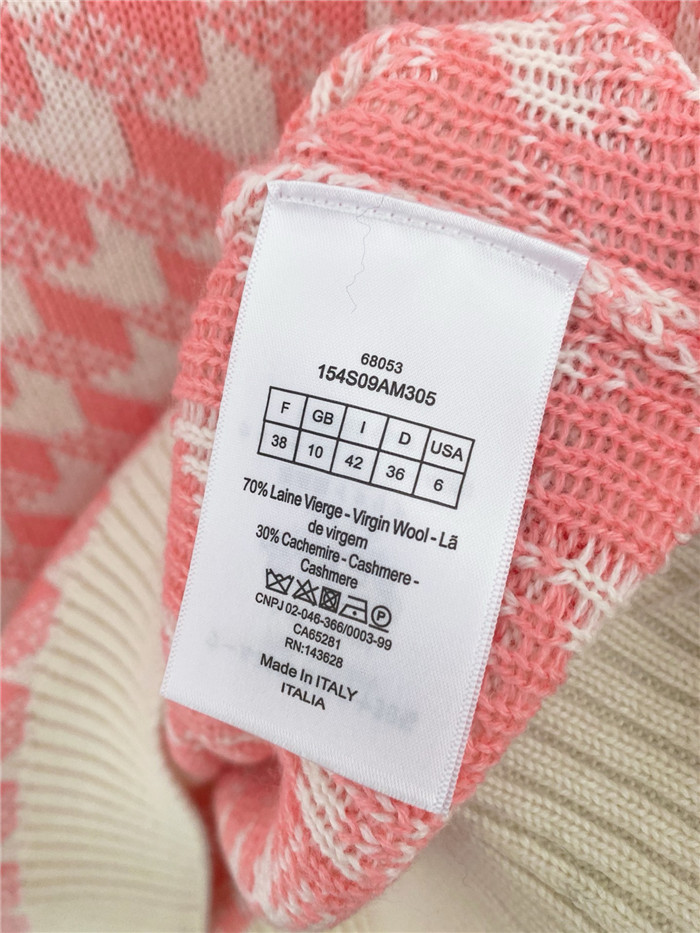 68053
154S09AM305
F GB I D USA
38 10 42 36 6
70% Laine Vierge - Virgin Wool - Lã
de virgem
30% Cachemire - Cashmere -
Cashmere
P
CNPJ 02-046-366/0003-99
CA65281
RN:143628
Made In ITALY
ITALIA